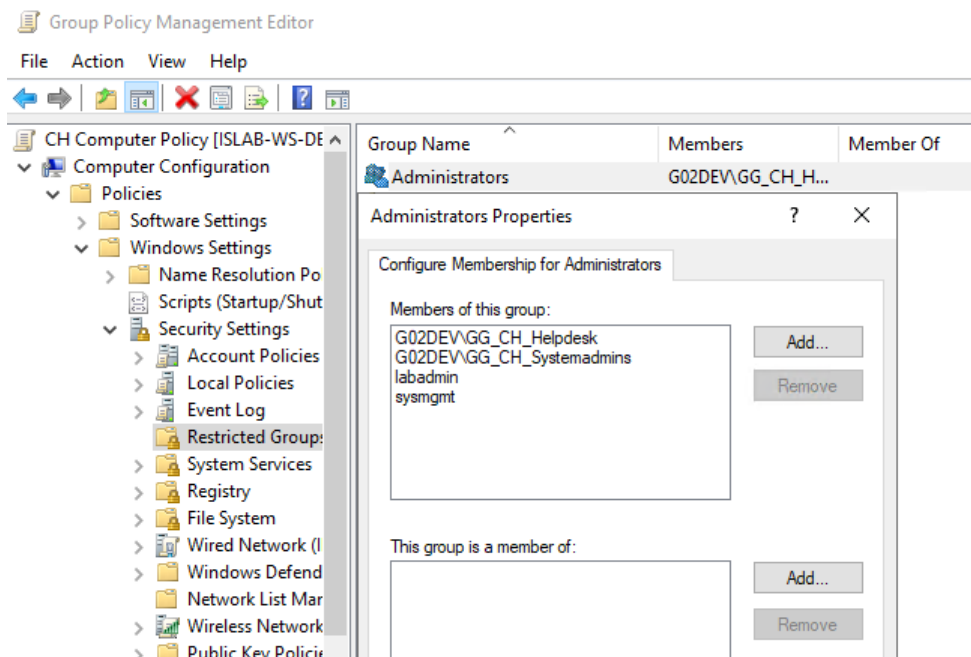 Group Policy Management Editor
File Action View Help
CH Computer Policy [ISLAB-WS-DE
Computer Configuration
Policies
Software Settings
Windows Settings
Name Resolution Po
Scripts (Startup/Shut
Security Settings
Account Policies
Local Policies
Event Log
Restricted Groups
System Services
Registry
File System
Wired Network (I
Windows Defend
Network List Mar
Wireless Network
Public Key Policie
Group Name Members Member Of
Administrators G02DEV\GG_CH_H...
Administrators Properties ?
Configure Membership for Administrators
Members of this group:
G02DEV\GG_CH_Helpdesk
G02DEV\GG_CH_Systemadmins
labadmin
sysmgmt
Add...
Remove
This group is a member of:
Add...
Remove